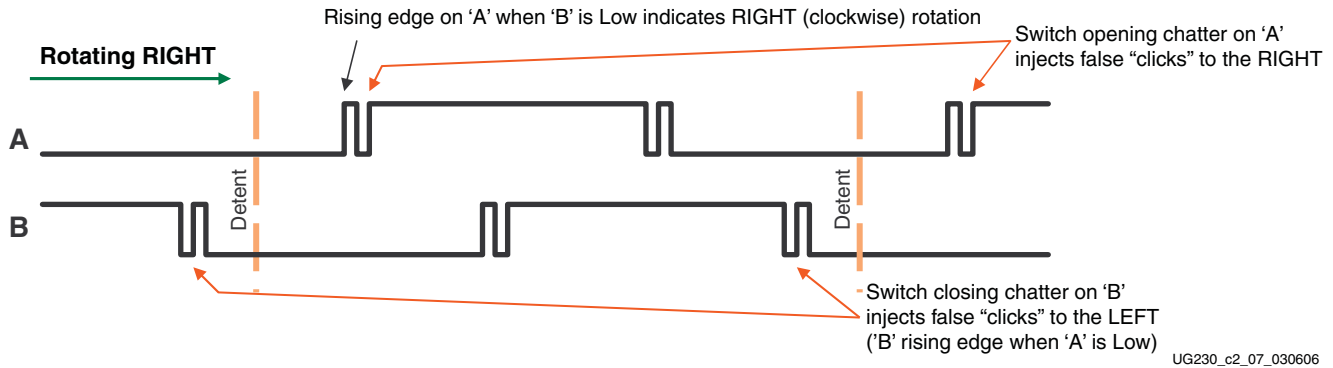 Rising edge on ‘A’ when ‘B’ is Low indicates RIGHT (clockwise) rotation
Rotating RIGHT
Switch opening chatter on ‘A’
injects false “clicks” to the RIGHT
A
Detent
Detent
B
Switch closing chatter on ‘B’
injects false “clicks” to the LEFT
(’B’ rising edge when ‘A’ is Low)
UG230_c2_07_030606